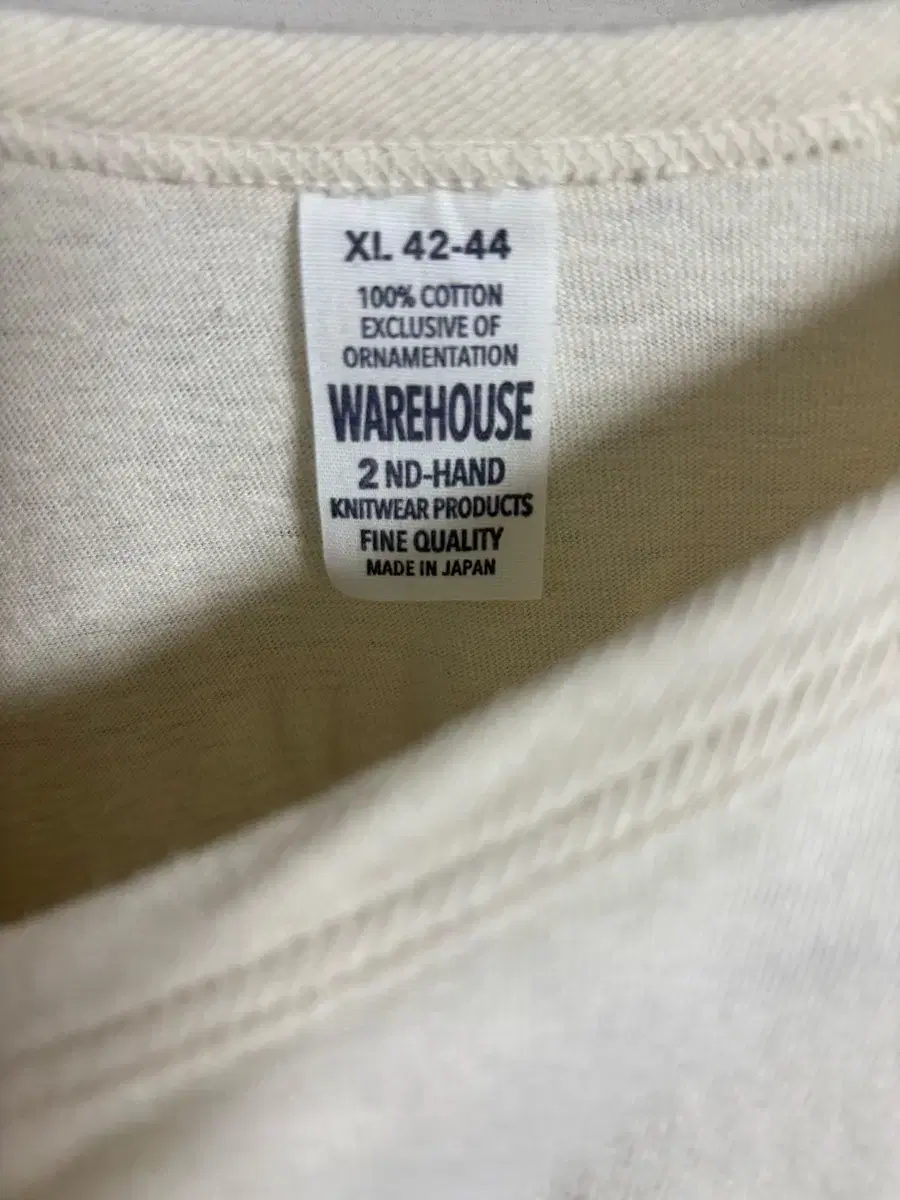 XL 42-44
100% COTTON
EXCLUSIVE OF
ORNAMENTATION
WAREHOUSE
2 ND-HAND
KNITWEAR PRODUCTS
FINE QUALITY
MADE IN JAPAN